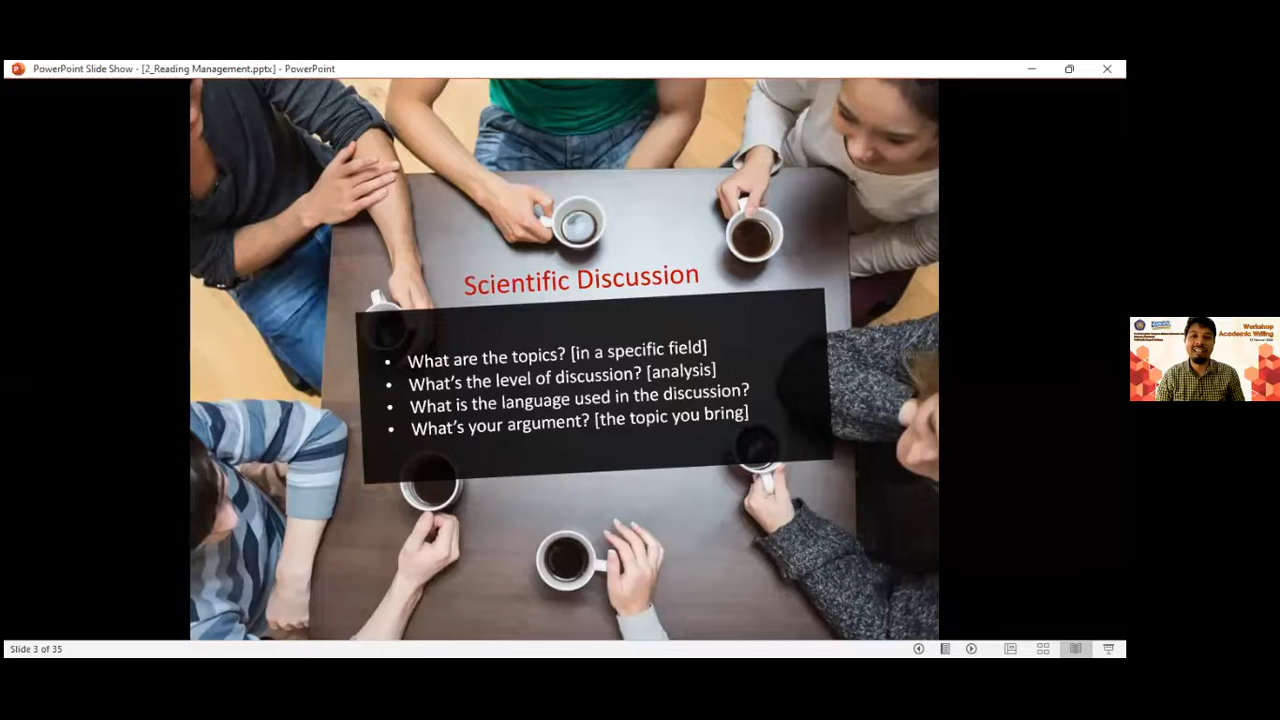 PowerPoint Slide Show - [2_Reading Management.pptx] - PowerPoint
Scientific Discussion
• What are the topics? [in a specific field]
• What's the level of discussion? [analysis]
• What is the language used in the discussion?
• What's your argument? [the topic you bring]
Workshop
Academic Writing
Slide 3 of 35